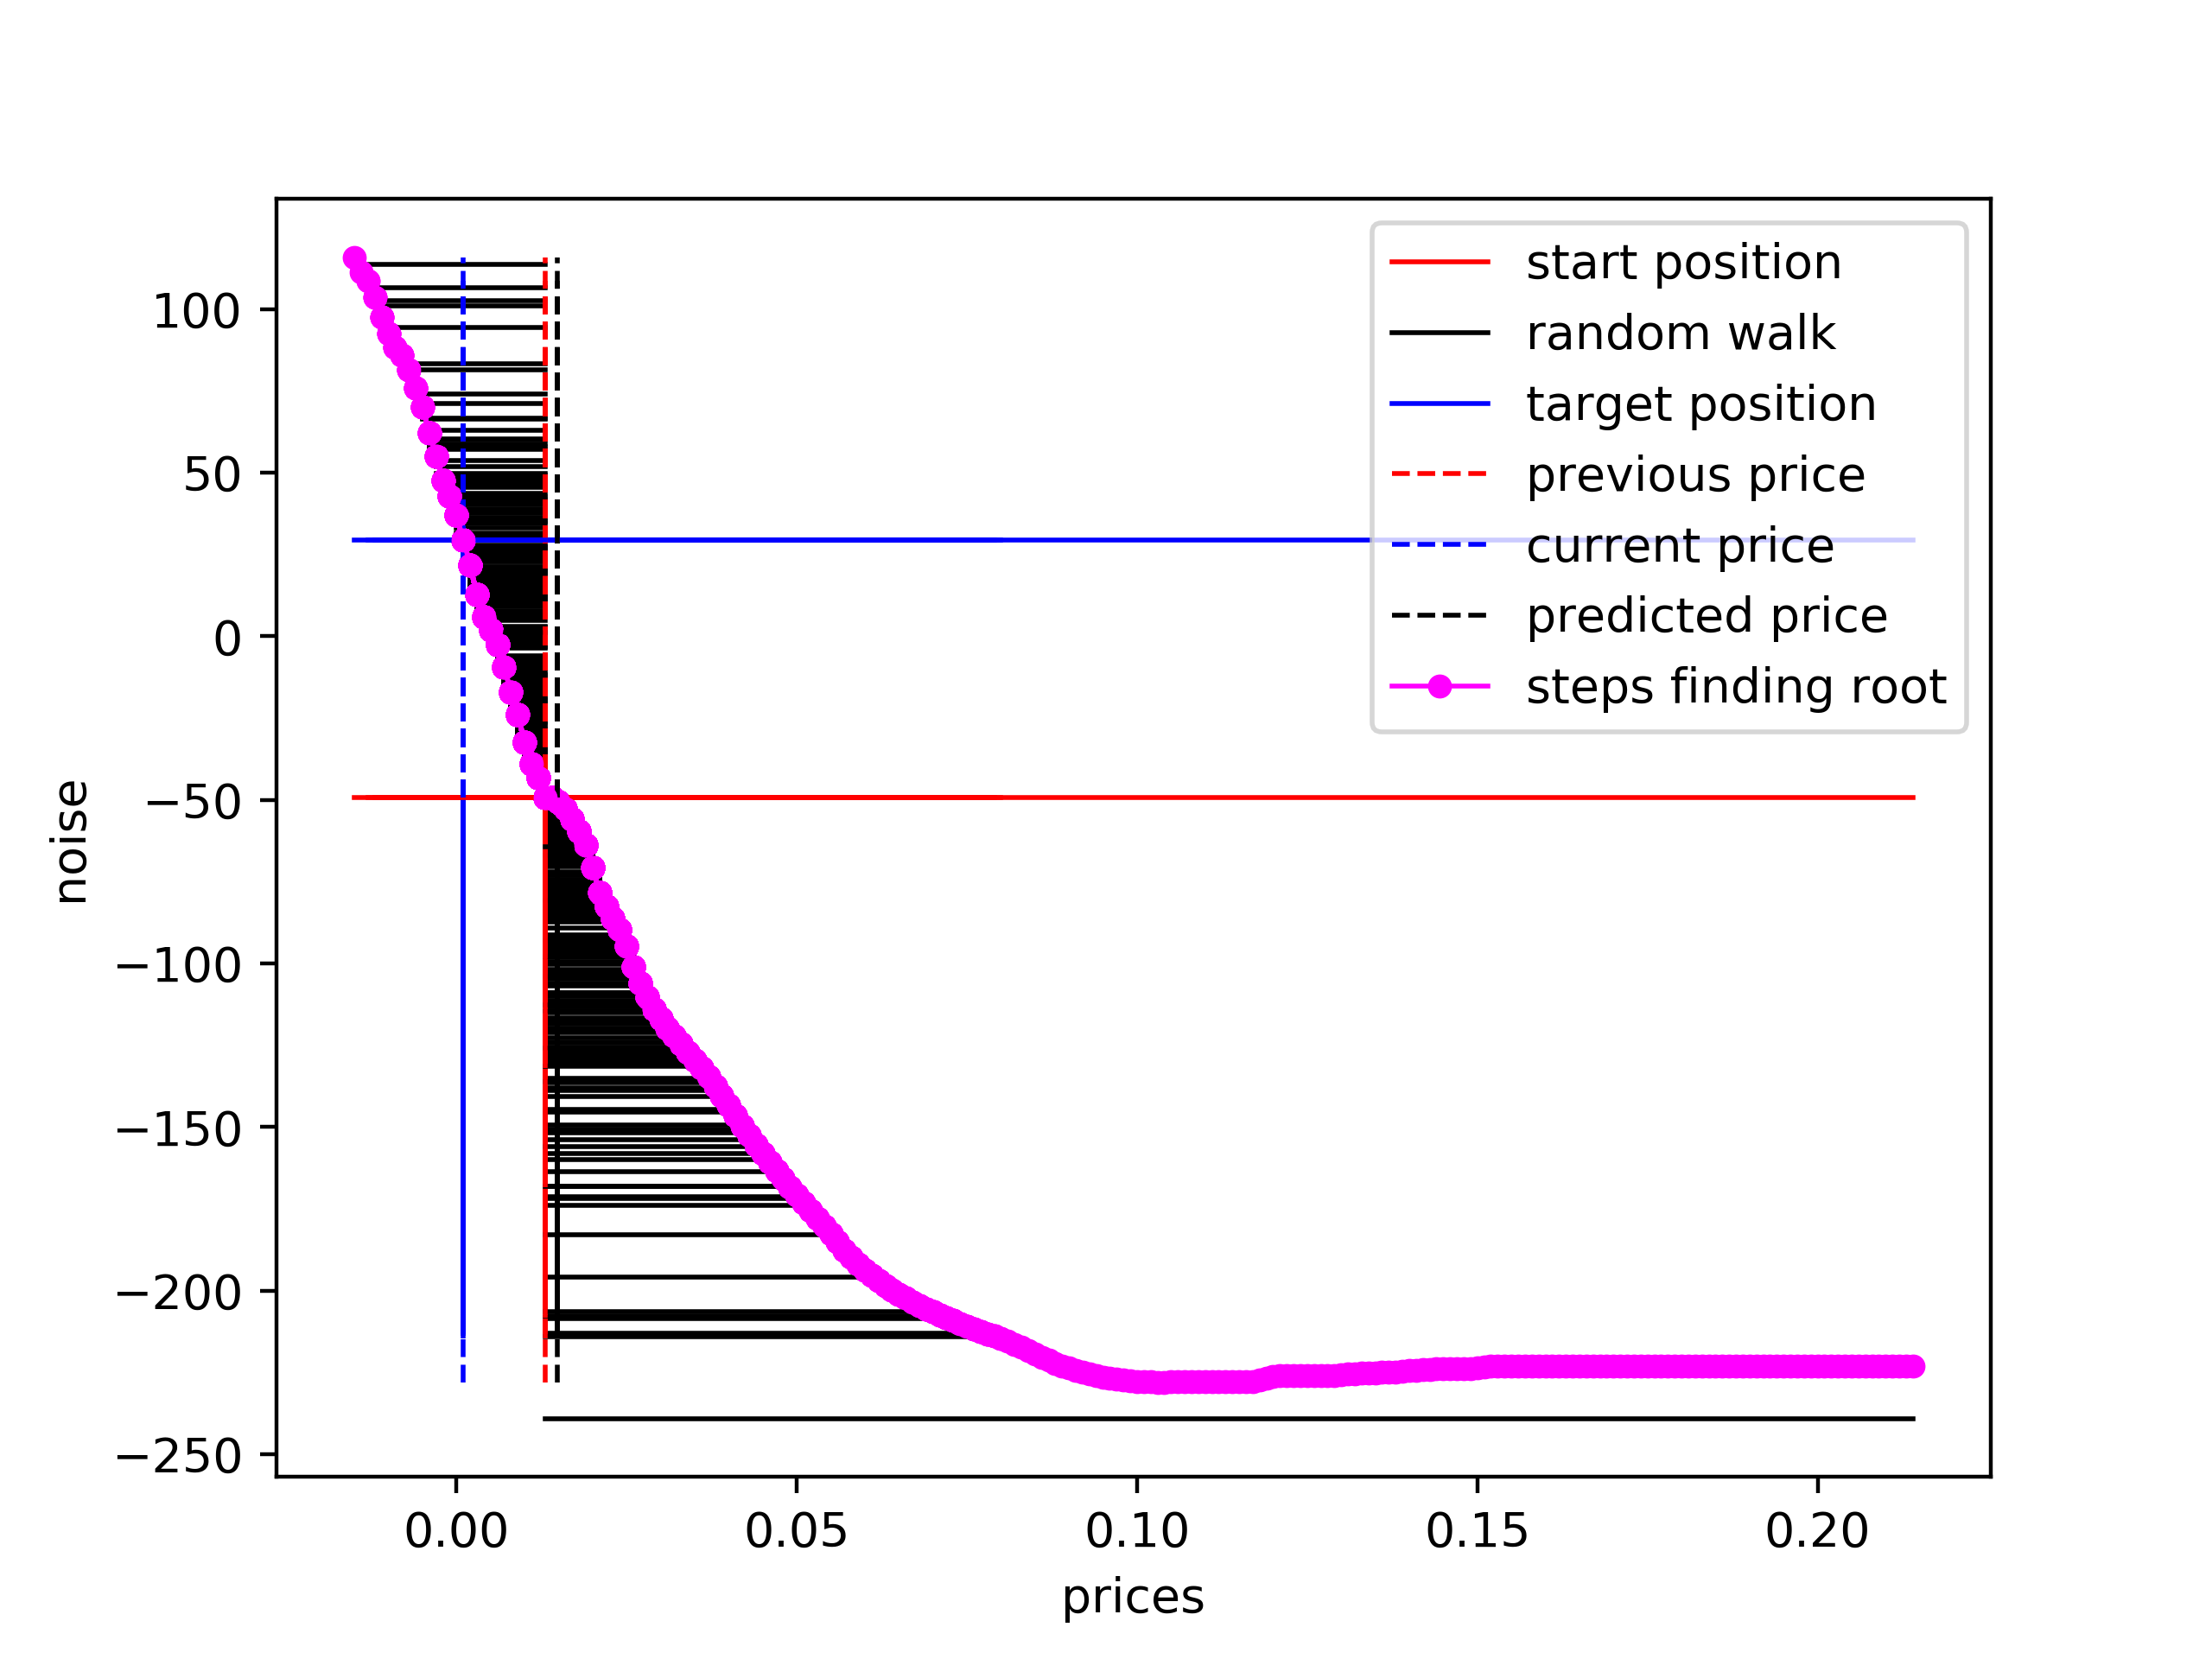 start position
random walk
target position
previous price
current price
predicted price
steps finding root
100
50
0
−50
−100
−150
−200
−250
noise
0.00 0.05 0.10 0.15 0.20
prices